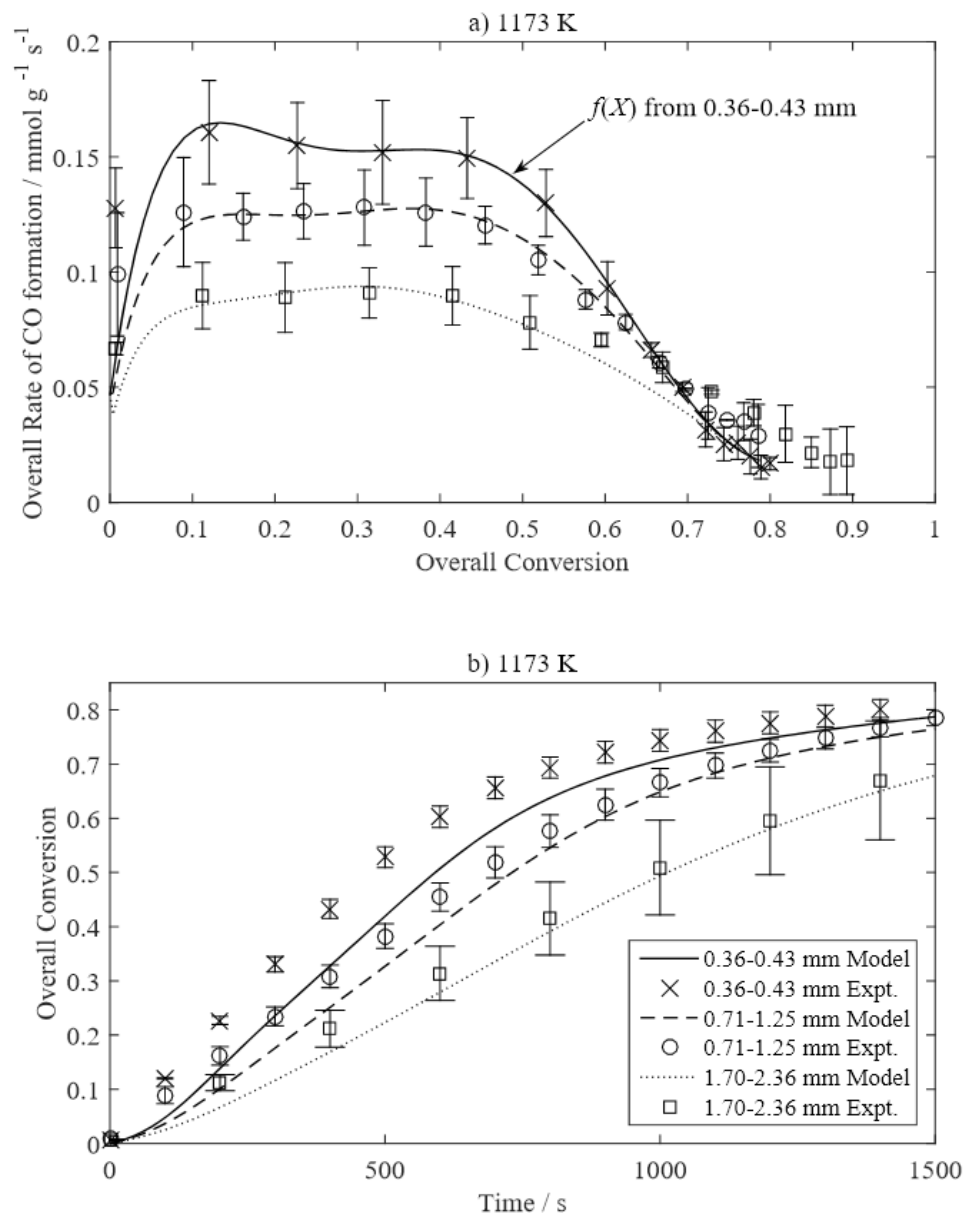 a) 1173 K
Overall Rate of CO formation / mmol g⁻¹ s⁻¹
0.2
0.15
0.1
0.05
0
f(X) from 0.36-0.43 mm
0 0.1 0.2 0.3 0.4 0.5 0.6 0.7 0.8 0.9 1
Overall Conversion
b) 1173 K
Overall Conversion
0.8
0.7
0.6
0.5
0.4
0.3
0.2
0.1
0
0.36-0.43 mm Model
0.36-0.43 mm Expt.
0.71-1.25 mm Model
0.71-1.25 mm Expt.
1.70-2.36 mm Model
1.70-2.36 mm Expt.
0 500 1000 1500
Time / s